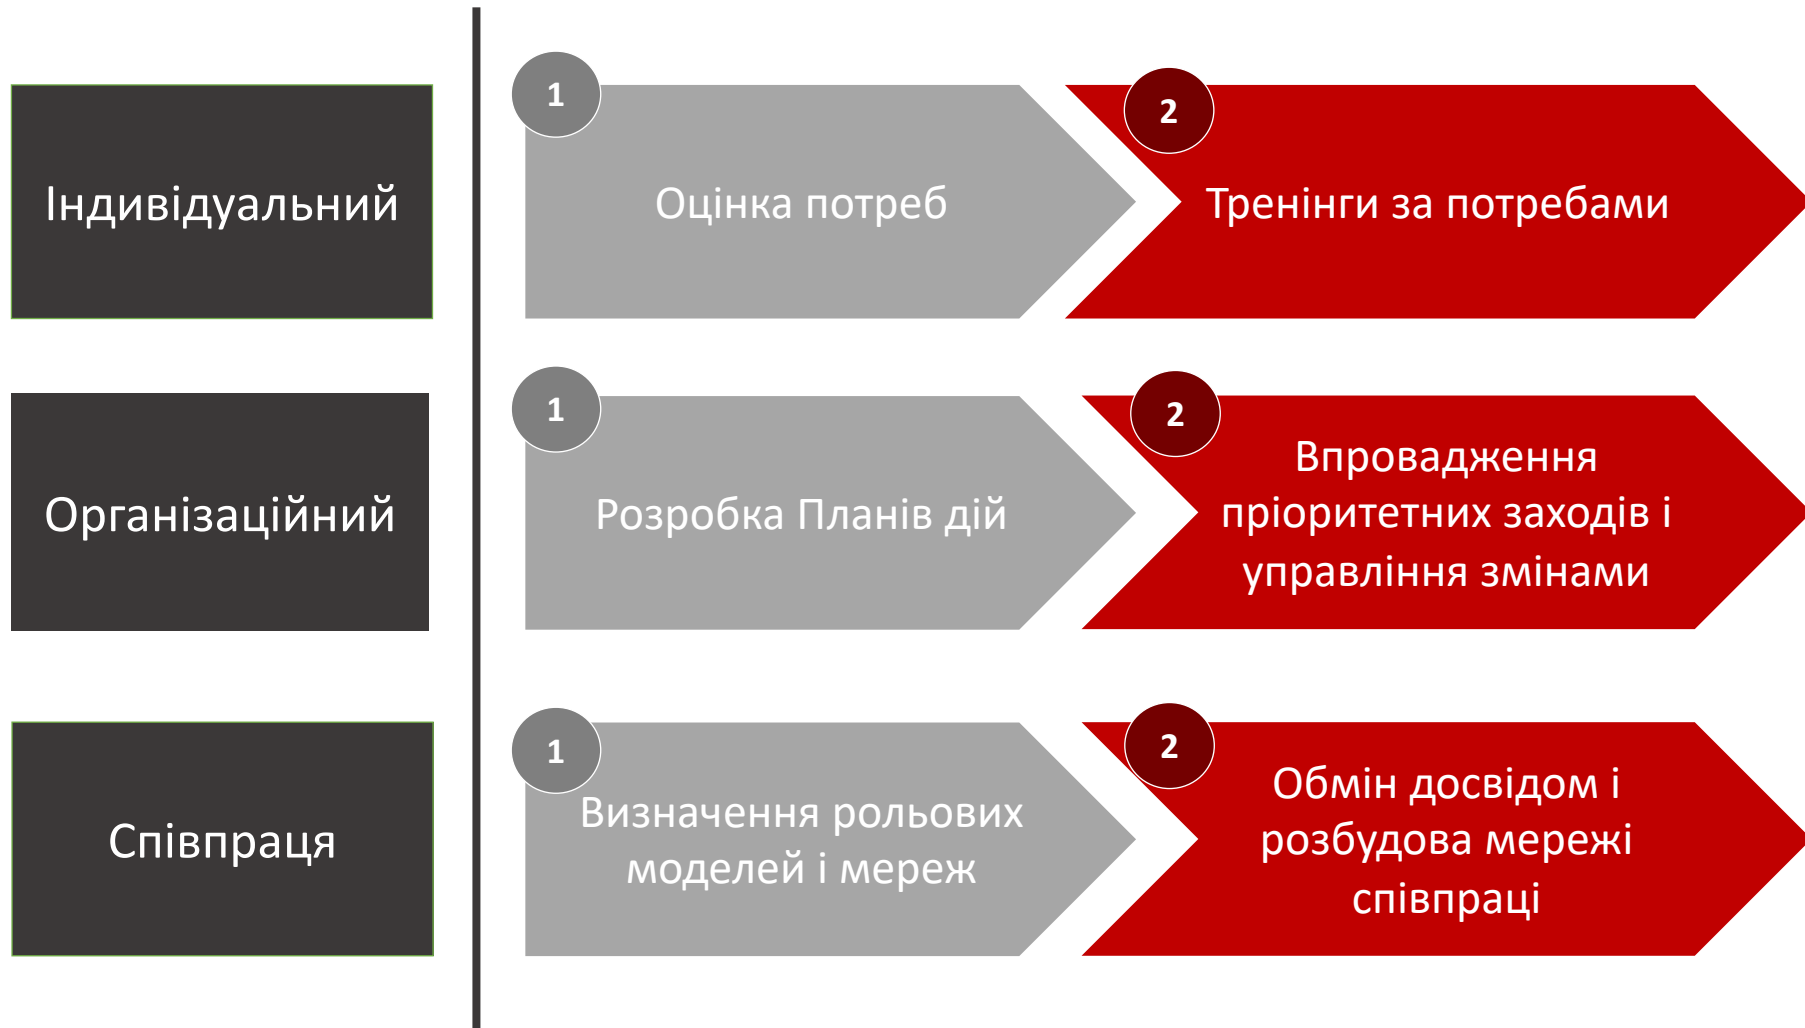 Індивідуальний
1
Оцінка потреб
2
Тренінги за потребами
Організаційний
1
Розробка Планів дій
2
Впровадження
пріоритетних заходів і
управління змінами
Співпраця
1
Визначення рольових
моделей і мереж
2
Обмін досвідом і
розбудова мережі
співпраці